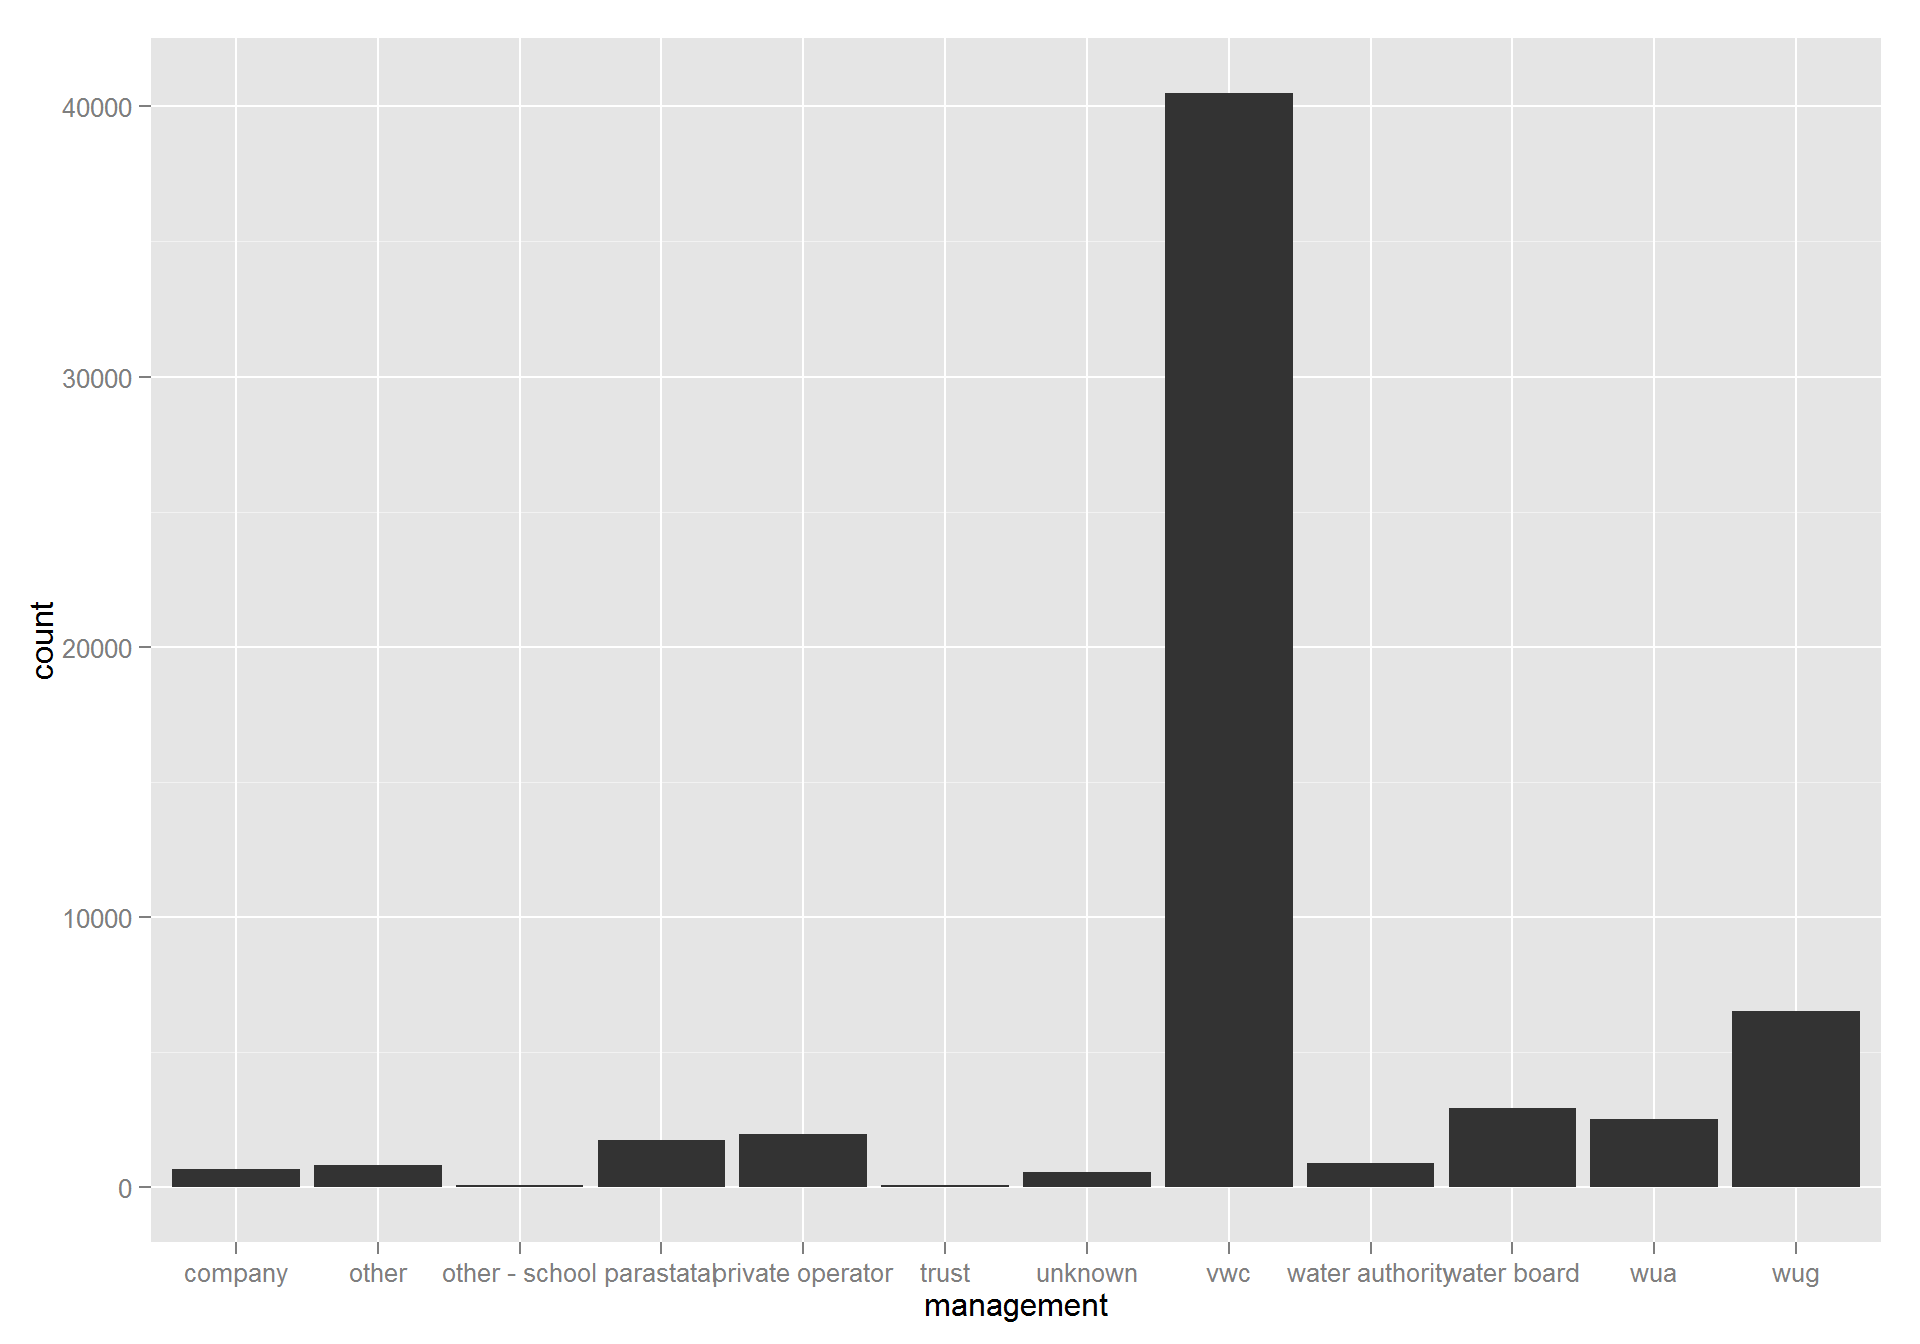 40000
30000
20000
10000
0
count
company other other - school parastatal private operator trust unknown vwc water authority water board wua wug
management